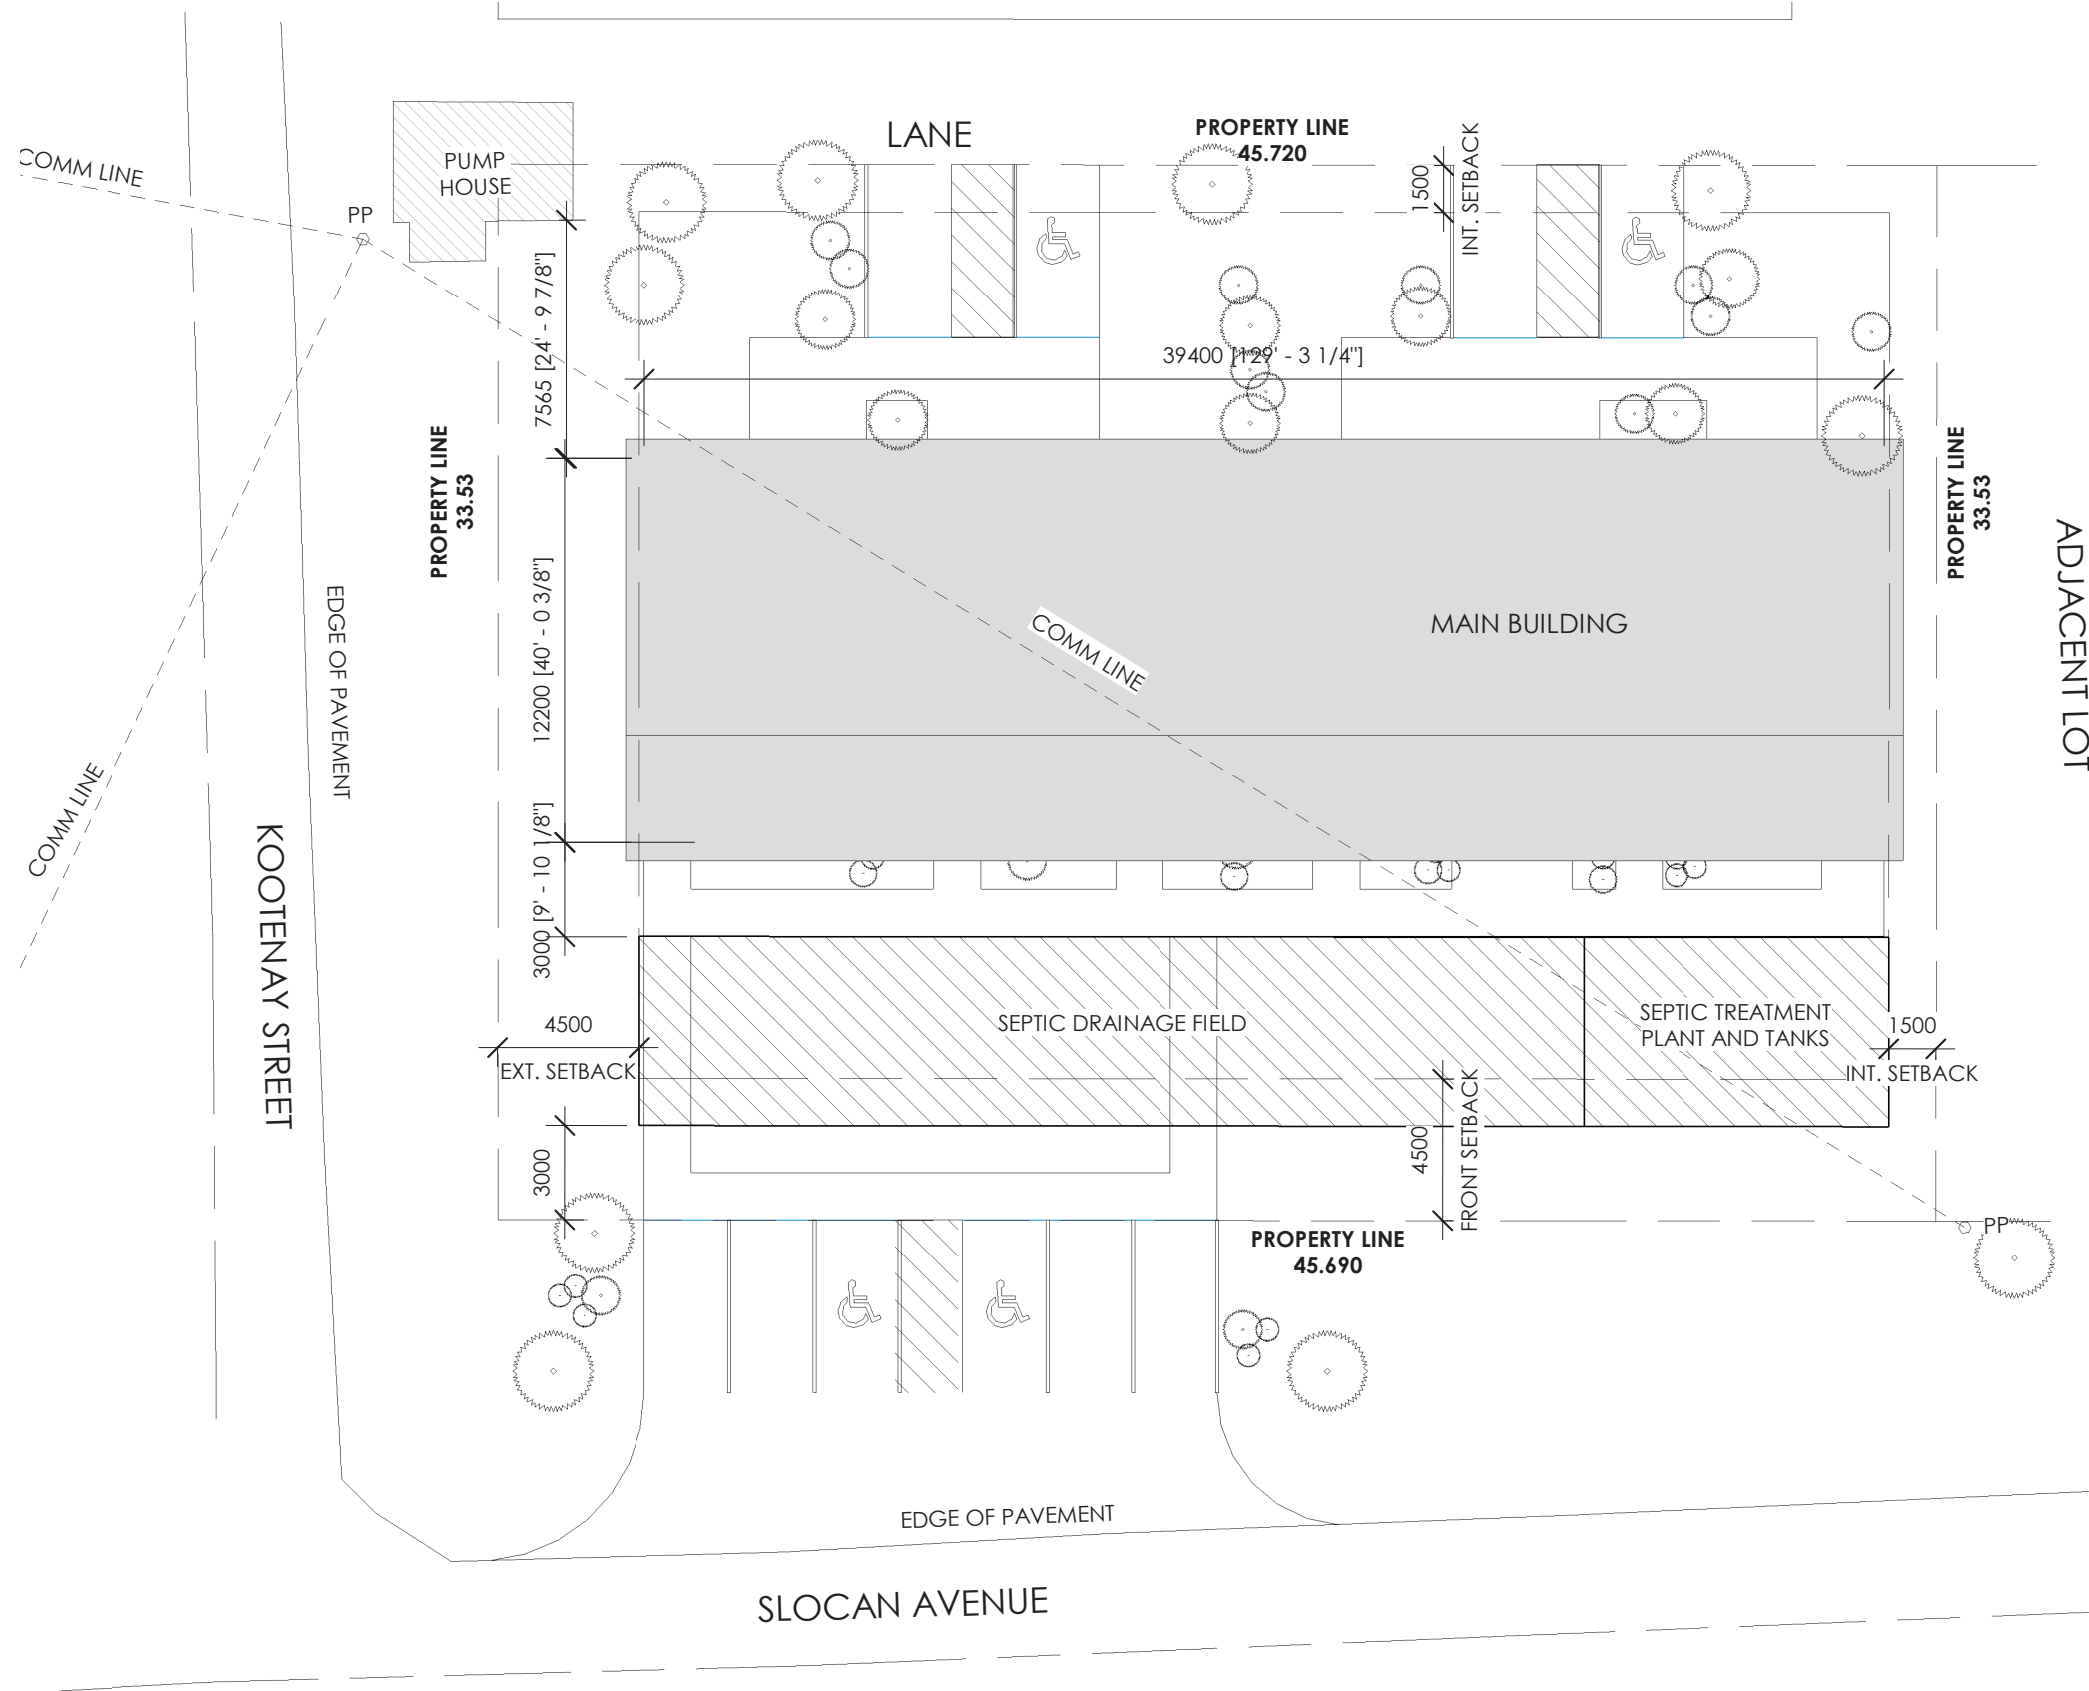 LANE
PROPERTY LINE
45.720
1500
INT. SETBACK
COMM LINE
PUMP
HOUSE
PP
7565 [24' - 9 7/8"]
39400 [129' - 3 1/4"]
PROPERTY LINE
33.53
PROPERTY LINE
33.53
ADJACENT LOT
EDGE OF PAVEMENT
12200 [40' - 0 3/8"]
COMM LINE
MAIN BUILDING
COMM LINE
KOOTENAY STREET
3000 [9' - 10 1/8"]
4500
EXT. SETBACK
SEPTIC DRAINAGE FIELD
SEPTIC TREATMENT
PLANT AND TANKS
1500
INT. SETBACK
3000
4500
FRONT SETBACK
PROPERTY LINE
45.690
PP
EDGE OF PAVEMENT
SLOCAN AVENUE